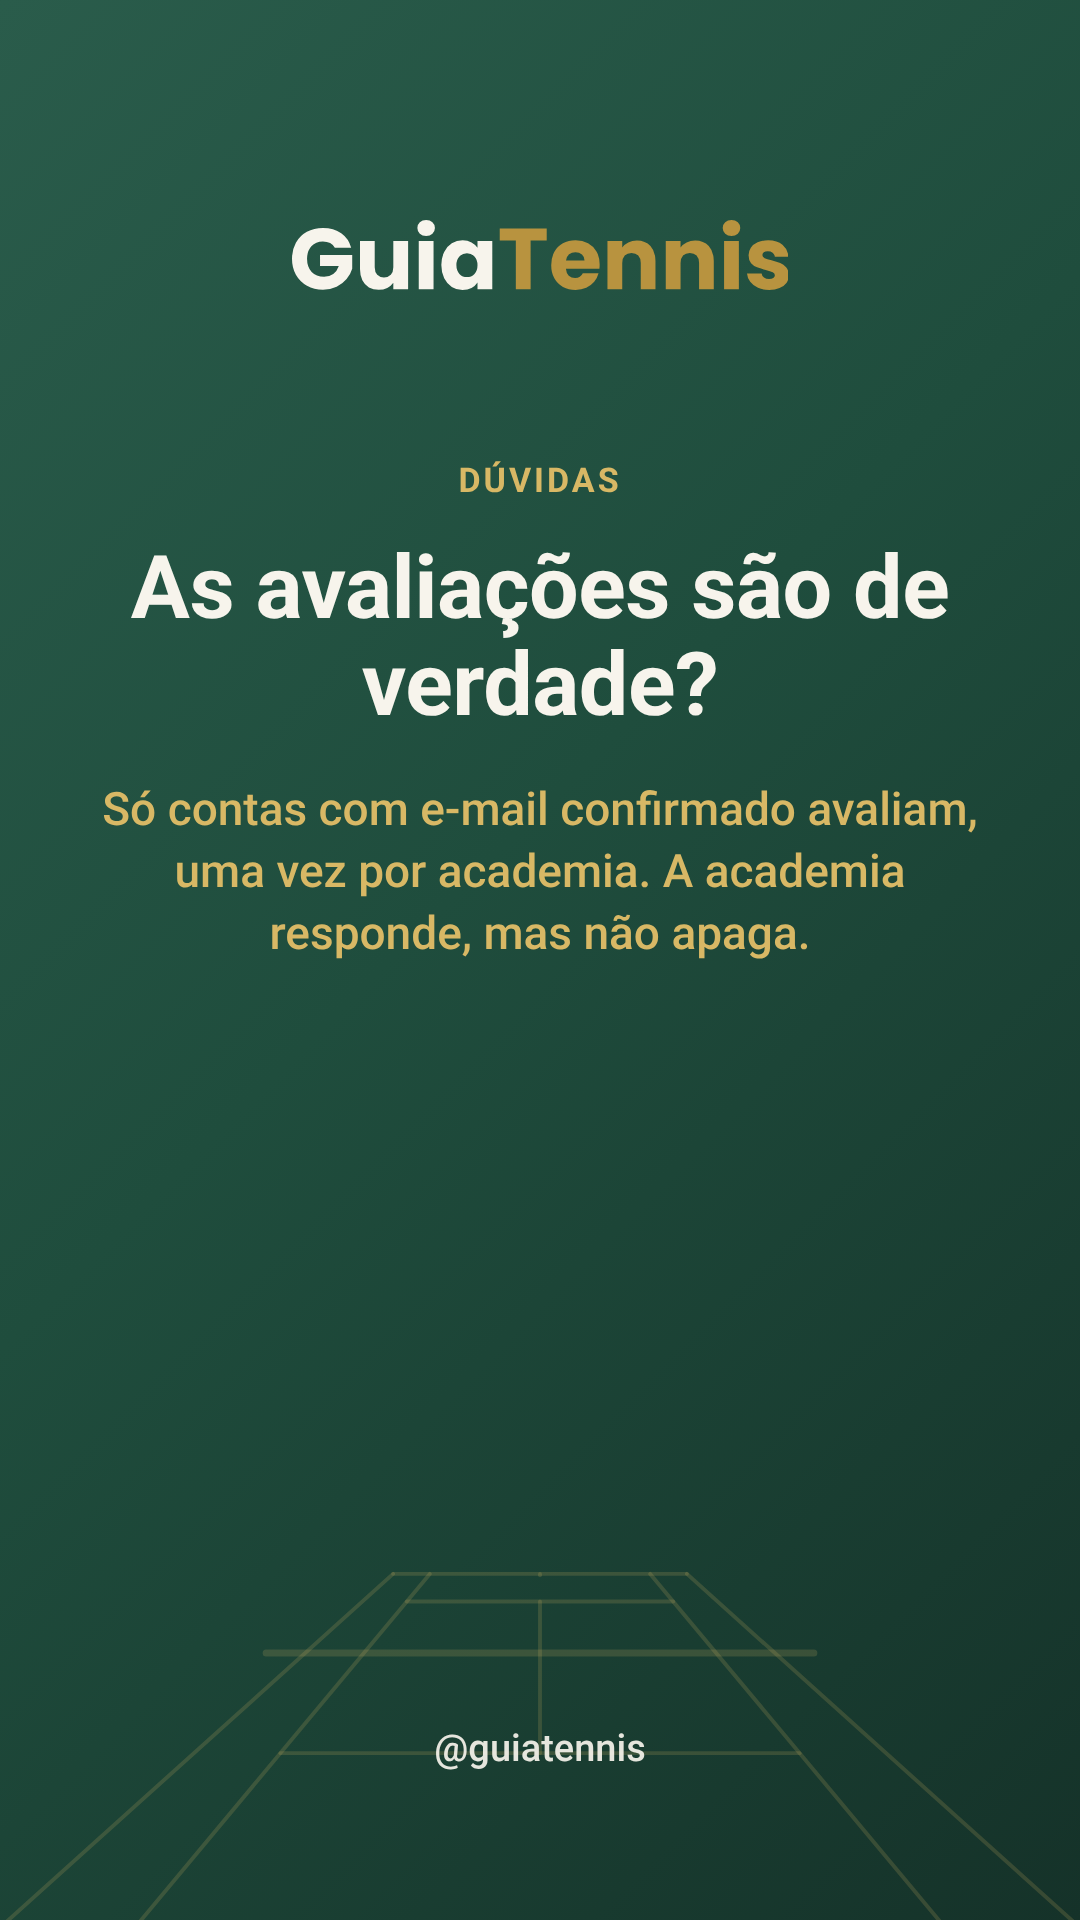 GuiaTennis
DÚVIDAS
As avaliações são de
verdade?
Só contas com e-mail confirmado avaliam,
uma vez por academia. A academia
responde, mas não apaga.
@guiatennis